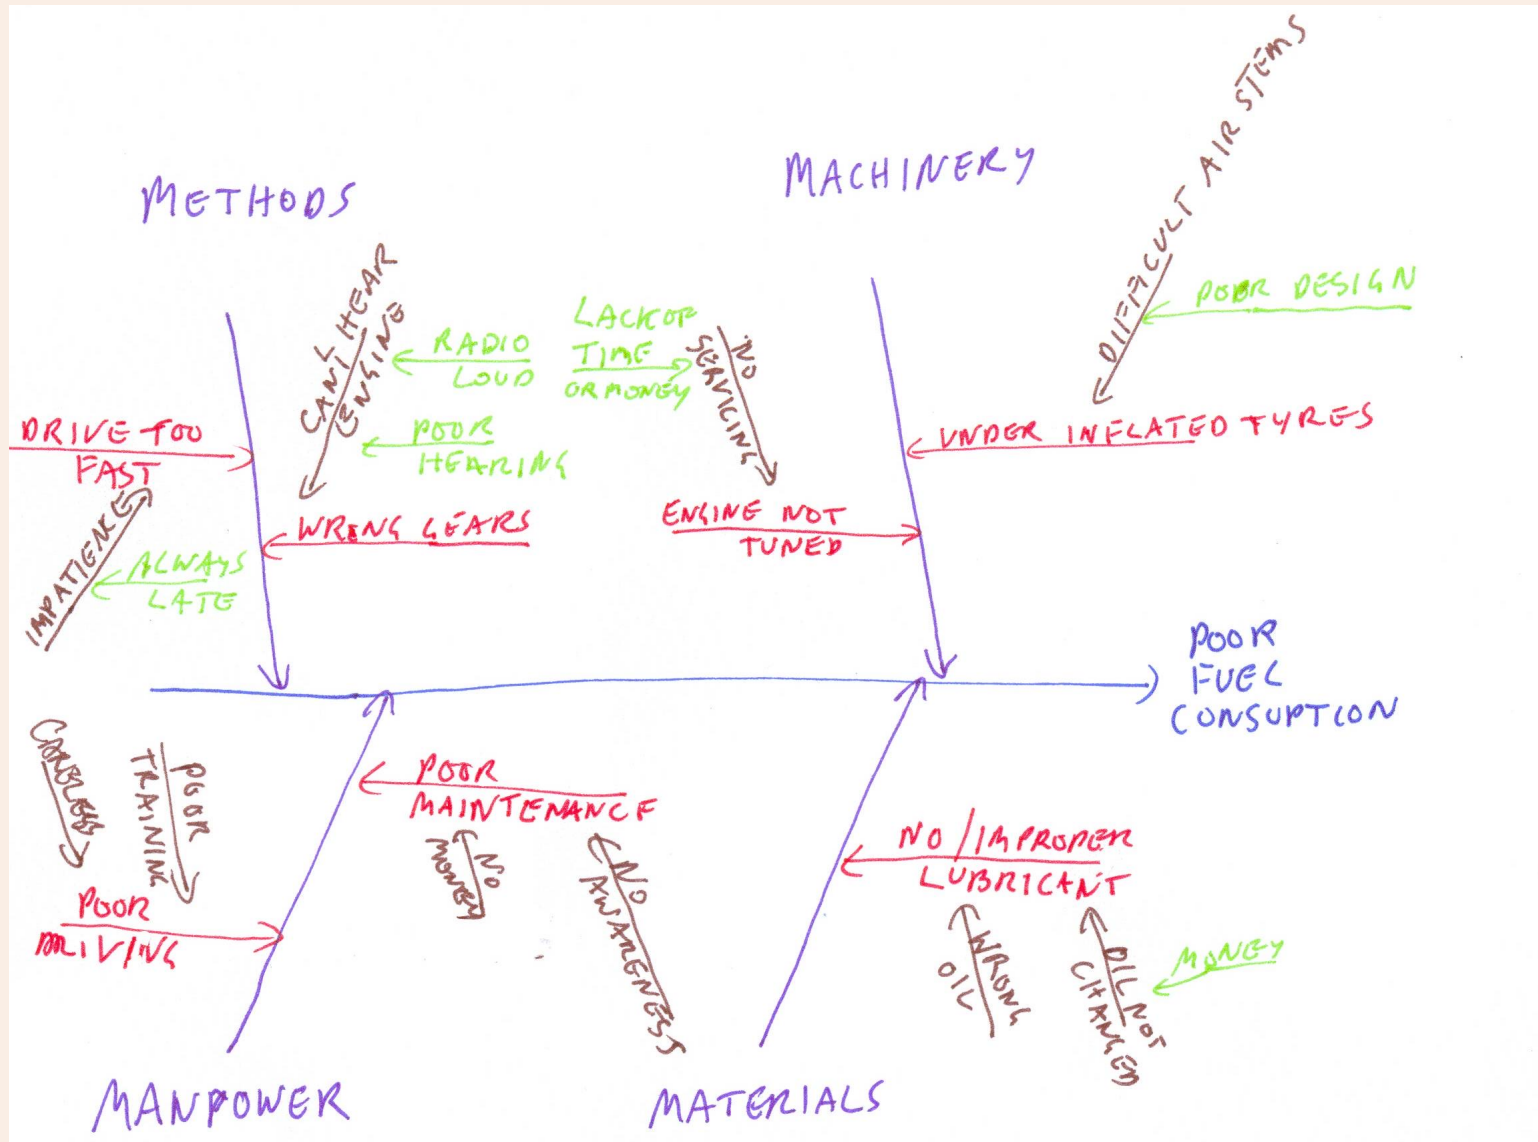 METHODS
MACHINERY
DIFFICULT AIR STEMS
POOR DESIGN
UNDER INFLATED TYRES
CAN'T HEAR
ENGINE
RADIO
LOUD
POOR
HEARING
LACK OF
TIME
OR MONEY
NO
SERVICING
ENGINE NOT
TUNED
DRIVE TOO
FAST
IMPATIENCE
ALWAYS
LATE
WRONG GEARS
POOR
FUEL
CONSUPTION
CARELESS
POOR
TRAINING
POOR
DRIVING
POOR
MAINTENANCE
NO
MONEY
NO
AWARENESS
NO/IMPROPER
LUBRICANT
WRONG
OIL
OIL NOT
CHANGED
MONEY
MANPOWER
MATERIALS